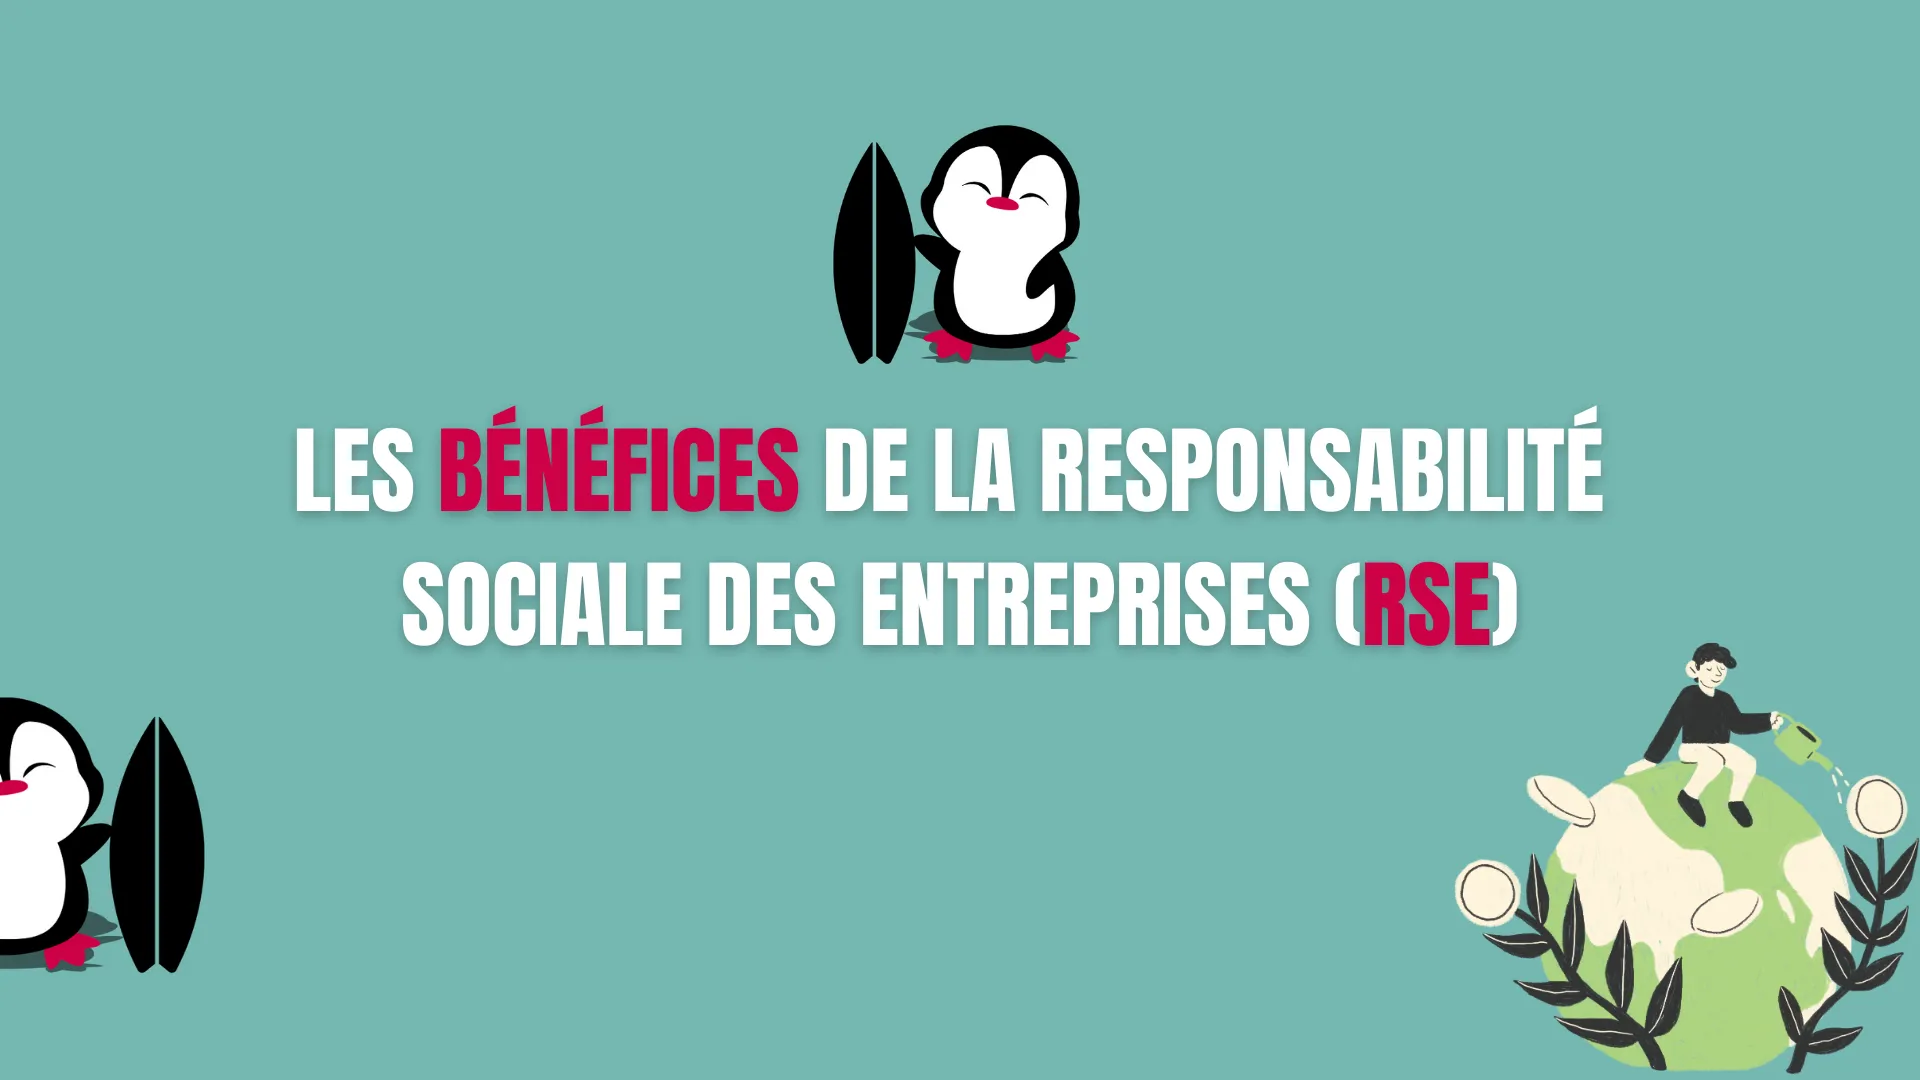 LES BÉNÉFICES DE LA RESPONSABILITÉ
SOCIALE DES ENTREPRISES (RSE)